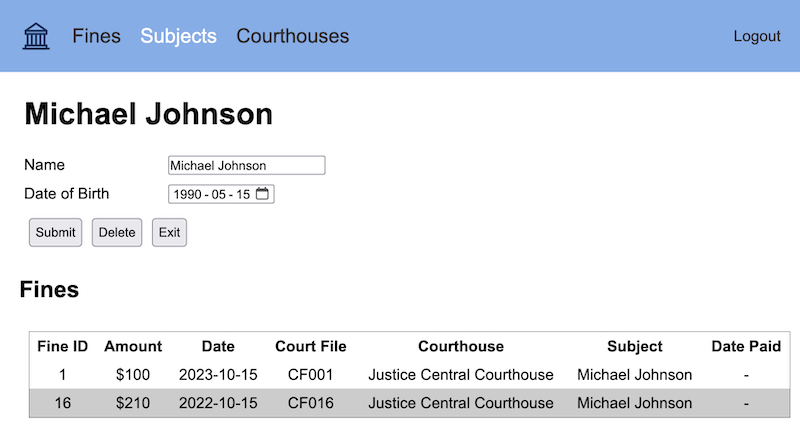 Fines Subjects Courthouses Logout
Michael Johnson
Name Michael Johnson
Date of Birth 1990 - 05 - 15
Submit Delete Exit
Fines
Fine ID Amount Date Court File Courthouse Subject Date Paid
1 $100 2023-10-15 CF001 Justice Central Courthouse Michael Johnson -
16 $210 2022-10-15 CF016 Justice Central Courthouse Michael Johnson -